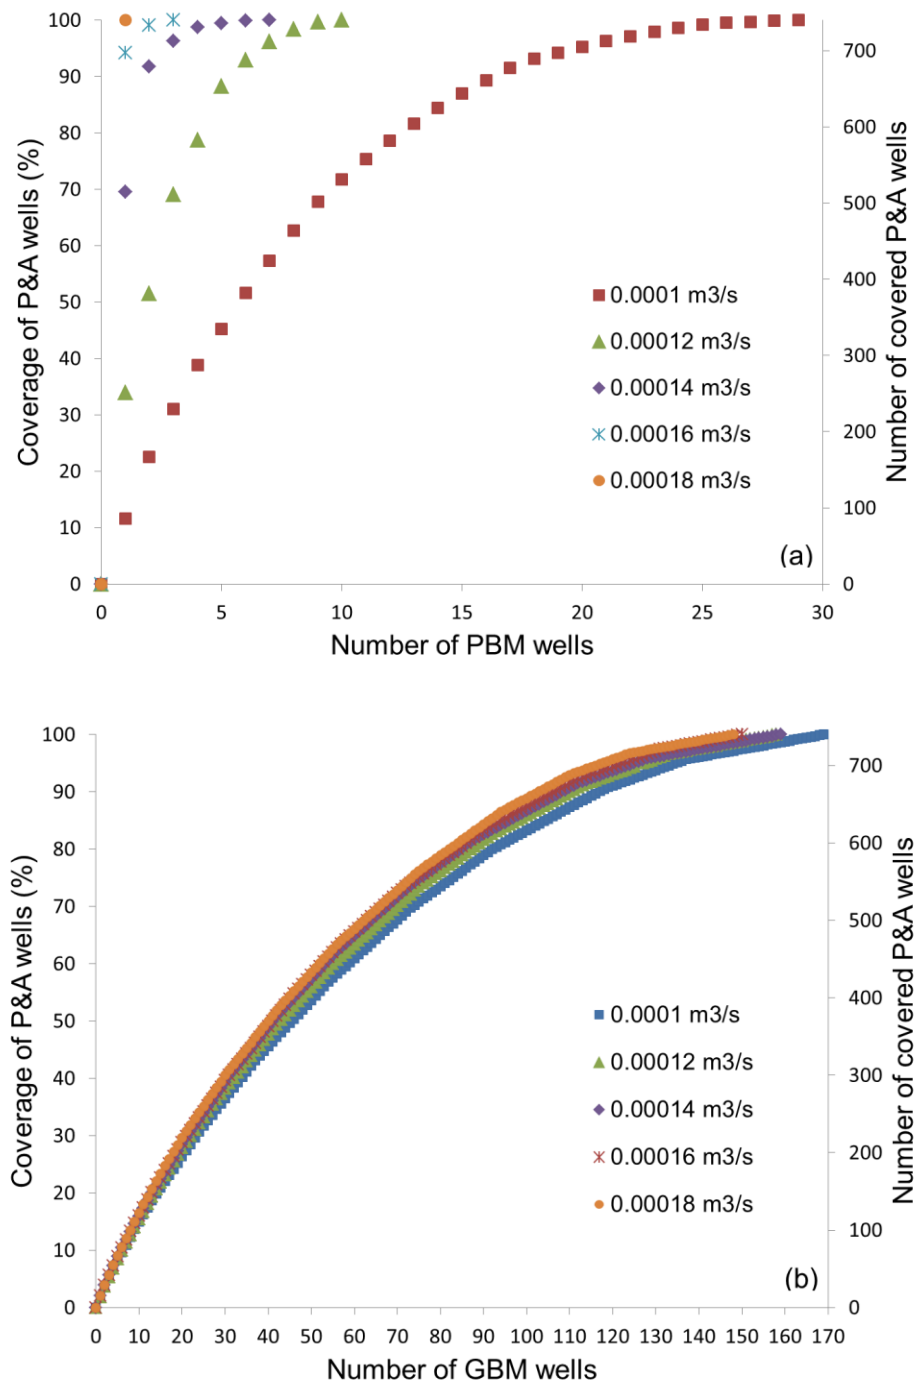 100
90
80
70
60
50
40
30
20
10
0
Coverage of P&A wells (%)
700
600
500
400
300
200
100
0
Number of covered P&A wells
0.0001 m3/s
0.00012 m3/s
0.00014 m3/s
0.00016 m3/s
0.00018 m3/s
(a)
0 5 10 15 20 25 30
Number of PBM wells
100
90
80
70
60
50
40
30
20
10
0
Coverage of P&A wells (%)
700
600
500
400
300
200
100
0
Number of covered P&A wells
0.0001 m3/s
0.00012 m3/s
0.00014 m3/s
0.00016 m3/s
0.00018 m3/s
(b)
0 10 20 30 40 50 60 70 80 90 100 110 120 130 140 150 160 170
Number of GBM wells